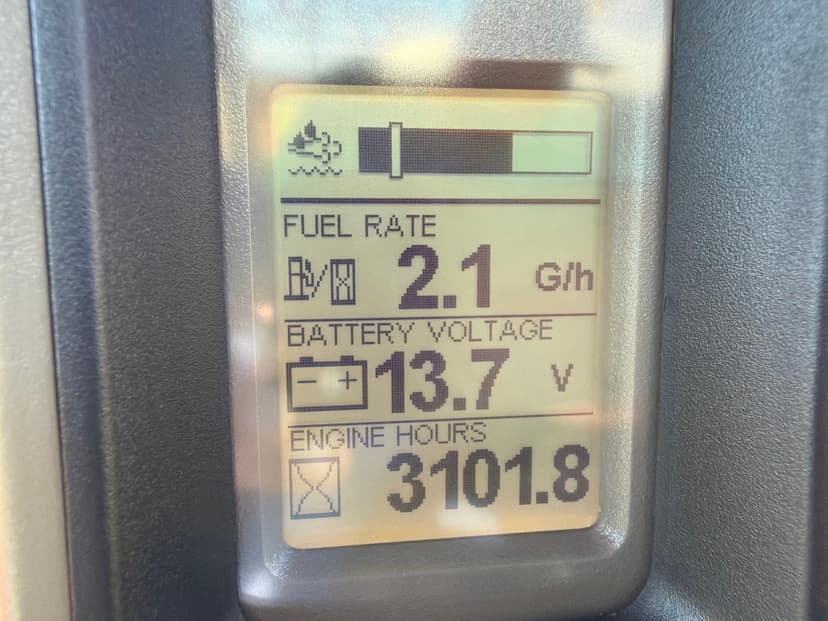 FUEL RATE
2.1 G/h
BATTERY VOLTAGE
- + 13.7 V
ENGINE HOURS
3101.8